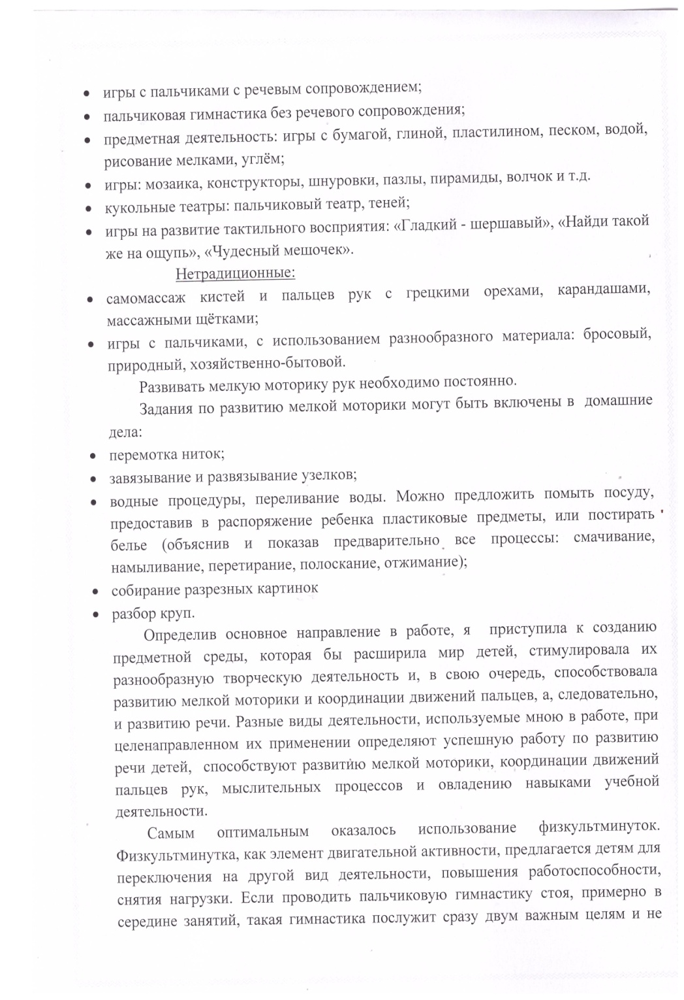 • игры с пальчиками с речевым сопровождением;
• пальчиковая гимнастика без речевого сопровождения;
• предметная деятельность: игры с бумагой, глиной, пластилином, песком, водой,
рисование мелками, углём;
• игры: мозаика, конструкторы, шнуровки, пазлы, пирамиды, волчок и т.д.
• кукольные театры: пальчиковый театр, теней;
• игры на развитие тактильного восприятия: «Гладкий - шершавый», «Найди такой
же на ощупь», «Чудесный мешочек».
Нетрадиционные:
• самомассаж кистей и пальцев рук с грецкими орехами, карандашами,
массажными щётками;
• игры с пальчиками, с использованием разнообразного материала: бросовый,
природный, хозяйственно-бытовой.
Развивать мелкую моторику рук необходимо постоянно.
Задания по развитию мелкой моторики могут быть включены в домашние
дела:
• перемотка ниток;
• завязывание и развязывание узелков;
• водные процедуры, переливание воды. Можно предложить помыть посуду,
предоставив в распоряжение ребенка пластиковые предметы, или постирать
белье (объяснив и показав предварительно все процессы: смачивание,
намыливание, перетирание, полоскание, отжимание);
• собирание разрезных картинок
• разбор круп.
Определив основное направление в работе, я приступила к созданию
предметной среды, которая бы расширила мир детей, стимулировала их
разнообразную творческую деятельность и, в свою очередь, способствовала
развитию мелкой моторики и координации движений пальцев, а, следовательно,
и развитию речи. Разные виды деятельности, используемые мною в работе, при
целенаправленном их применении определяют успешную работу по развитию
речи детей, способствуют развитию мелкой моторики, координации движений
пальцев рук, мыслительных процессов и овладению навыками учебной
деятельности.
Самым оптимальным оказалось использование физкультминуток.
Физкультминутка, как элемент двигательной активности, предлагается детям для
переключения на другой вид деятельности, повышения работоспособности,
снятия нагрузки. Если проводить пальчиковую гимнастику стоя, примерно в
середине занятий, такая гимнастика послужит сразу двум важным целям и не